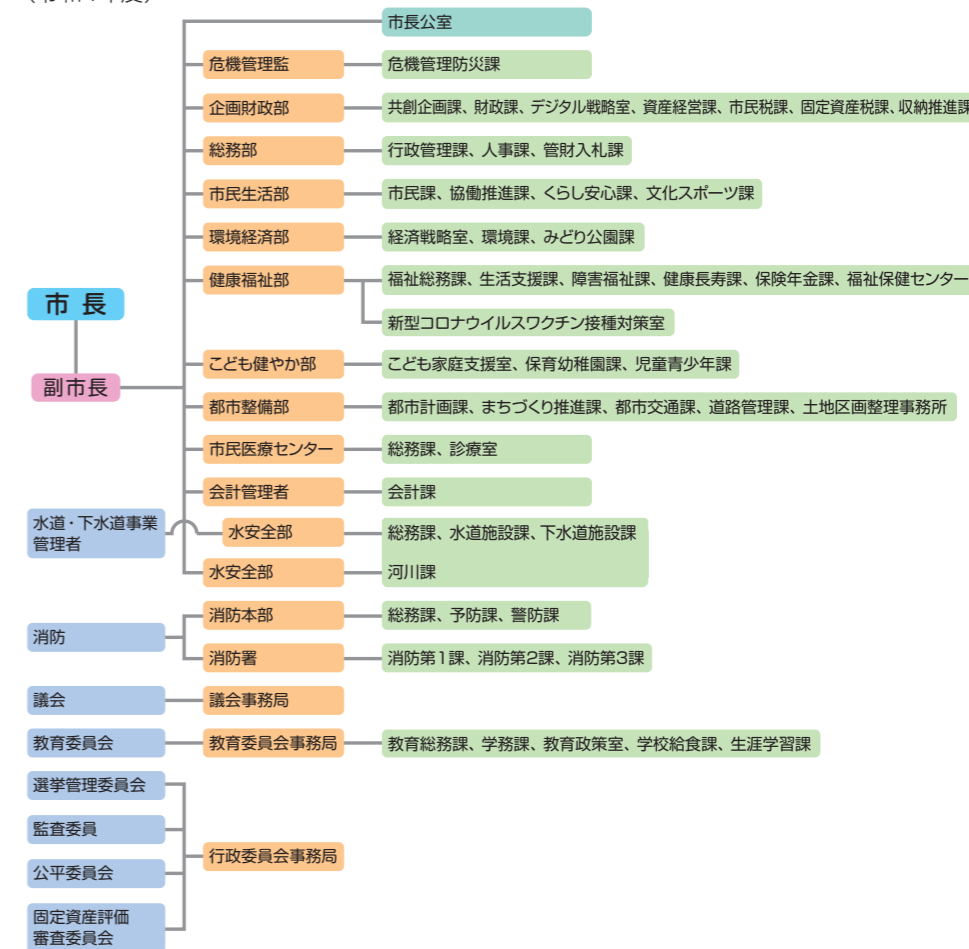 市長公室
危機管理監
危機管理防災課
企画財政部
共創企画課、財政課、デジタル戦略室、資産経営課、市民税課、固定資産税課、収納推進課
総務部
行政管理課、人事課、管財入札課
市民生活部
市民課、協働推進課、くらし安心課、文化スポーツ課
環境経済部
経済戦略室、環境課、みどり公園課
健康福祉部
福祉総務課、生活支援課、障害福祉課、健康長寿課、保険年金課、福祉保健センター
新型コロナウイルスワクチン接種対策室
市 長
副市長
こども健やか部
こども家庭支援室、保育幼稚園課、児童青少年課
都市整備部
都市計画課、まちづくり推進課、都市交通課、道路管理課、土地区画整理事務所
市民医療センター
総務課、診療室
会計管理者
会計課
水道・下水道事業
管理者
水安全部
総務課、水道施設課、下水道施設課
水安全部
河川課
消防
消防本部
総務課、予防課、警防課
消防署
消防第1課、消防第2課、消防第3課
議会
議会事務局
教育委員会
教育委員会事務局
教育総務課、学務課、教育政策室、学校給食課、生涯学習課
選挙管理委員会
監査委員
公平委員会
固定資産評価
審査委員会
行政委員会事務局